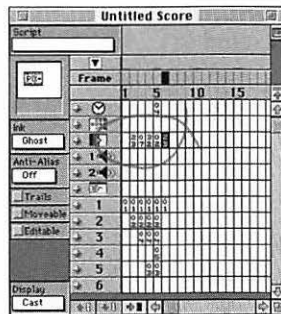 Untitled Score
Script
Frame
1 5 10 15
Ink
Ghost
Anti-Alias
Off
Trails
Moveable
Editable
1
2
1
2
3
4
5
6
Display
Cast